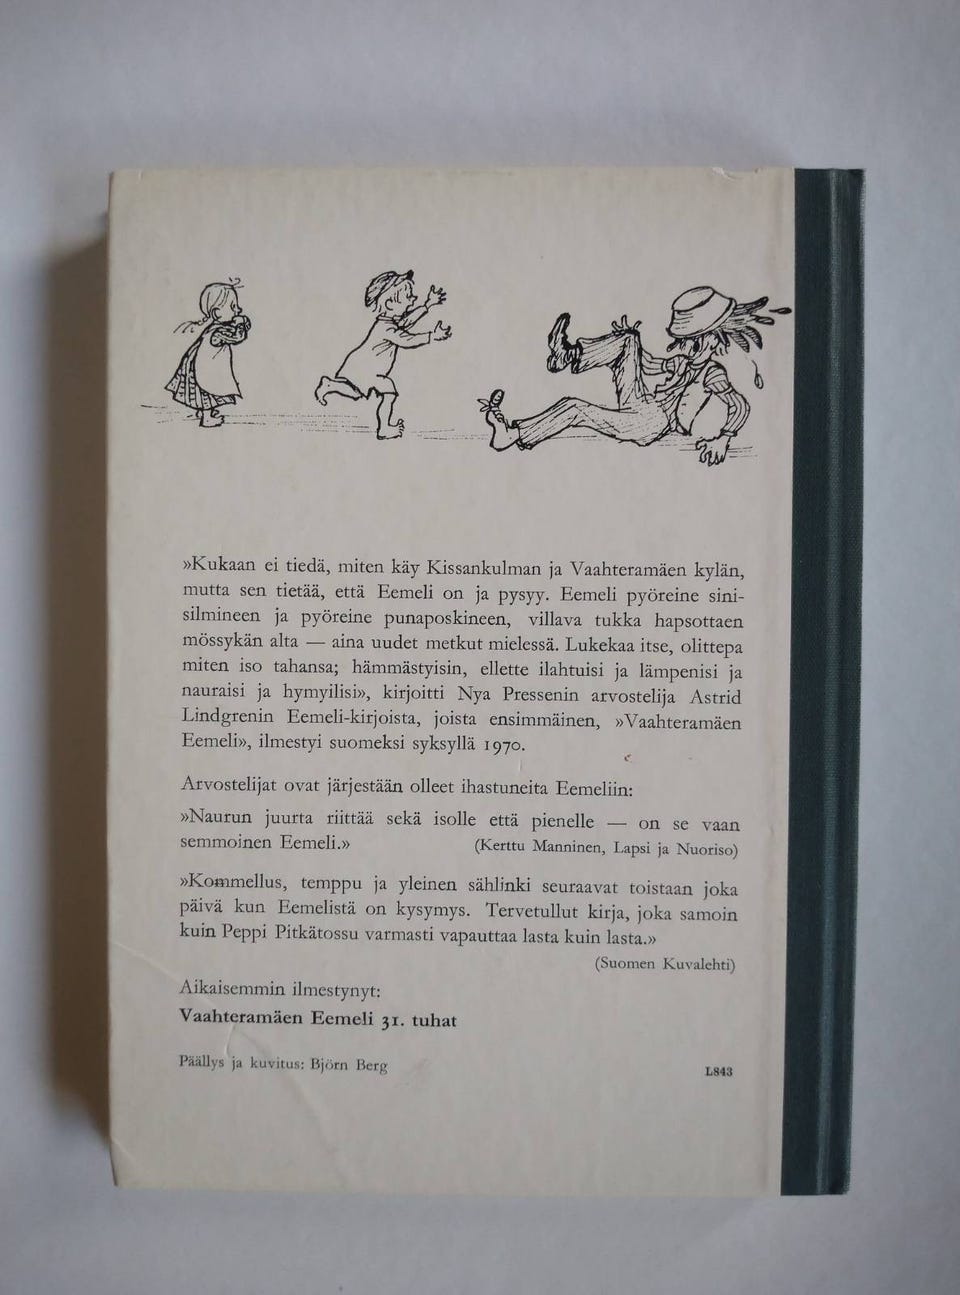 »Kukaan ei tiedä, miten käy Kissankulman ja Vaahteramäen kylän,
mutta sen tietää, että Eemeli on ja pysyy. Eemeli pyöreine sini-
silmineen ja pyöreine punaposkineen, villava tukka hapsottaen
mössykän alta — aina uudet metkut mielessä. Lukekaa itse, olittepa
miten iso tahansa; hämmästyisin, ellette ilahtuisi ja lämpenisi ja
nauraisi ja hymyilisi», kirjoitti Nya Pressenin arvostelija Astrid
Lindgrenin Eemeli-kirjoista, joista ensimmäinen, »Vaahteramäen
Eemeli», ilmestyi suomeksi syksyllä 1970.
Arvostelijat ovat järjestään olleet ihastuneita Eemeliin:
»Naurun juurta riittää sekä isolle että pienelle — on se vaan
semmoinen Eemeli.» (Kerttu Manninen, Lapsi ja Nuoriso)
»Kommellus, temppu ja yleinen sählinki seuraavat toistaan joka
päivä kun Eemelistä on kysymys. Tervetullut kirja, joka samoin
kuin Peppi Pitkätossu varmasti vapauttaa lasta kuin lasta.»
(Suomen Kuvalehti)
Aikaisemmin ilmestynyt:
Vaahteramäen Eemeli 31. tuhat
Päällys ja kuvitus: Björn Berg L843